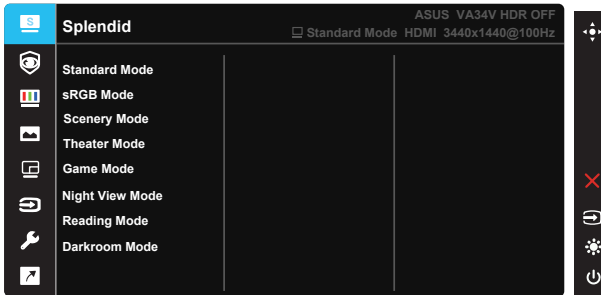 S
Splendid
ASUS VA34V HDR OFF
Standard Mode HDMI 3440x1440@100Hz
Standard Mode
sRGB Mode
Scenery Mode
Theater Mode
Game Mode
Night View Mode
Reading Mode
Darkroom Mode